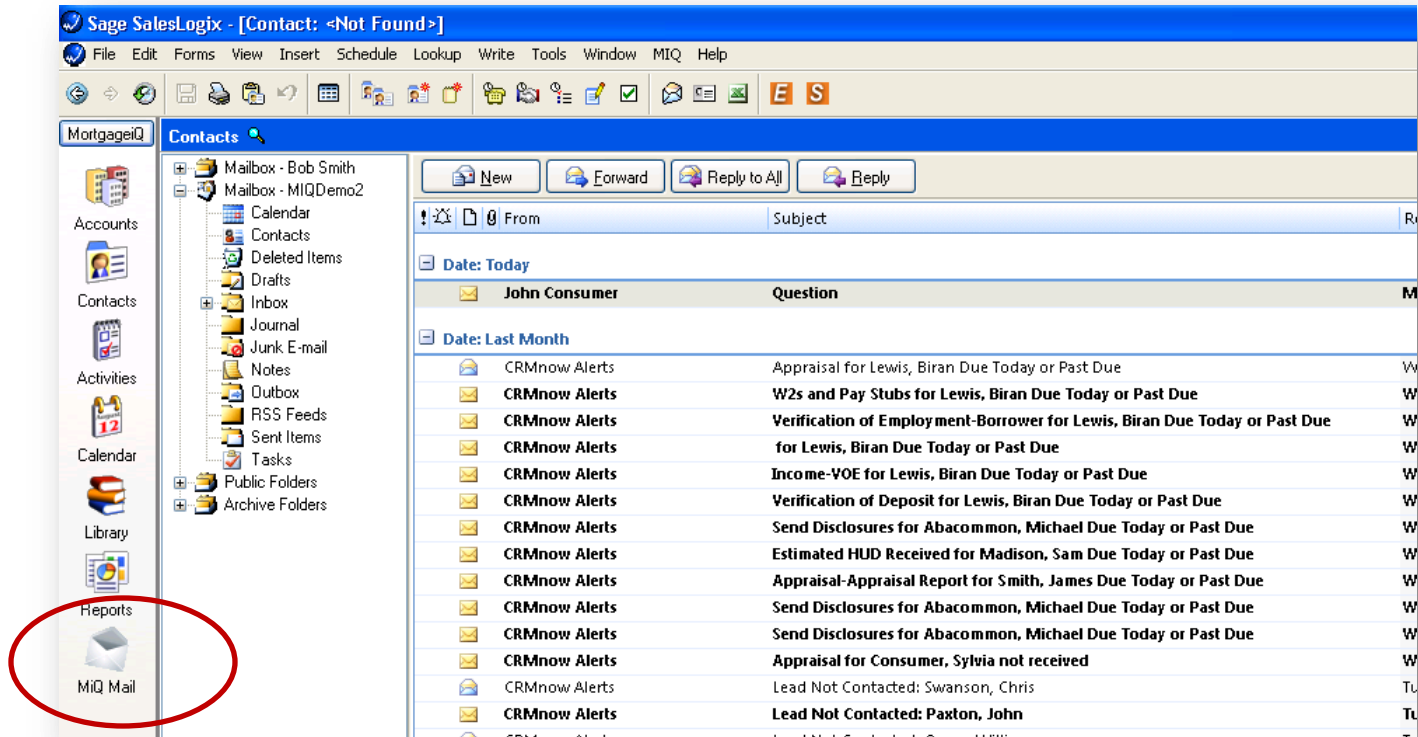 Sage SalesLogix - [Contact: <Not Found>]
File Edit Forms View Insert Schedule Lookup Write Tools Window MIQ Help
E S
MortgageiQ
Contacts
Accounts
Contacts
Activities
August
12
Calendar
Library
Reports
MiQ Mail
Mailbox - Bob Smith
Mailbox - MIQDemo2
Calendar
Contacts
Deleted Items
Drafts
Inbox
Journal
Junk E-mail
Notes
Outbox
RSS Feeds
Sent Items
Tasks
Public Folders
Archive Folders
New Forward Reply to All Reply
! From Subject
Date: Today
John Consumer Question
Date: Last Month
CRMnow Alerts Appraisal for Lewis, Biran Due Today or Past Due
CRMnow Alerts W2s and Pay Stubs for Lewis, Biran Due Today or Past Due
CRMnow Alerts Verification of Employment-Borrower for Lewis, Biran Due Today or Past Due
CRMnow Alerts for Lewis, Biran Due Today or Past Due
CRMnow Alerts Income-VOE for Lewis, Biran Due Today or Past Due
CRMnow Alerts Verification of Deposit for Lewis, Biran Due Today or Past Due
CRMnow Alerts Send Disclosures for Abacommon, Michael Due Today or Past Due
CRMnow Alerts Estimated HUD Received for Madison, Sam Due Today or Past Due
CRMnow Alerts Appraisal-Appraisal Report for Smith, James Due Today or Past Due
CRMnow Alerts Send Disclosures for Abacommon, Michael Due Today or Past Due
CRMnow Alerts Send Disclosures for Abacommon, Michael Due Today or Past Due
CRMnow Alerts Appraisal for Consumer, Sylvia not received
CRMnow Alerts Lead Not Contacted: Swanson, Chris
CRMnow Alerts Lead Not Contacted: Paxton, John